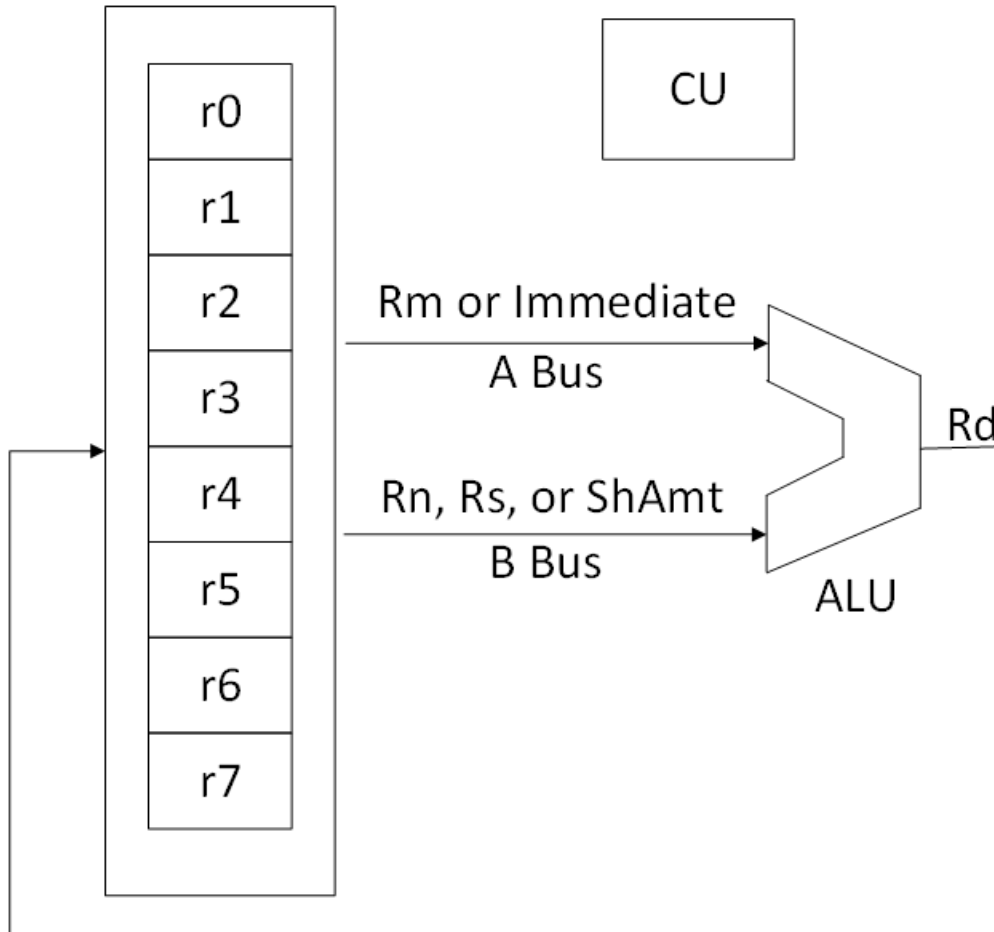 r0
r1
r2
r3
r4
r5
r6
r7
CU
Rm or Immediate
A Bus
Rn, Rs, or ShAmt
B Bus
ALU
Rd